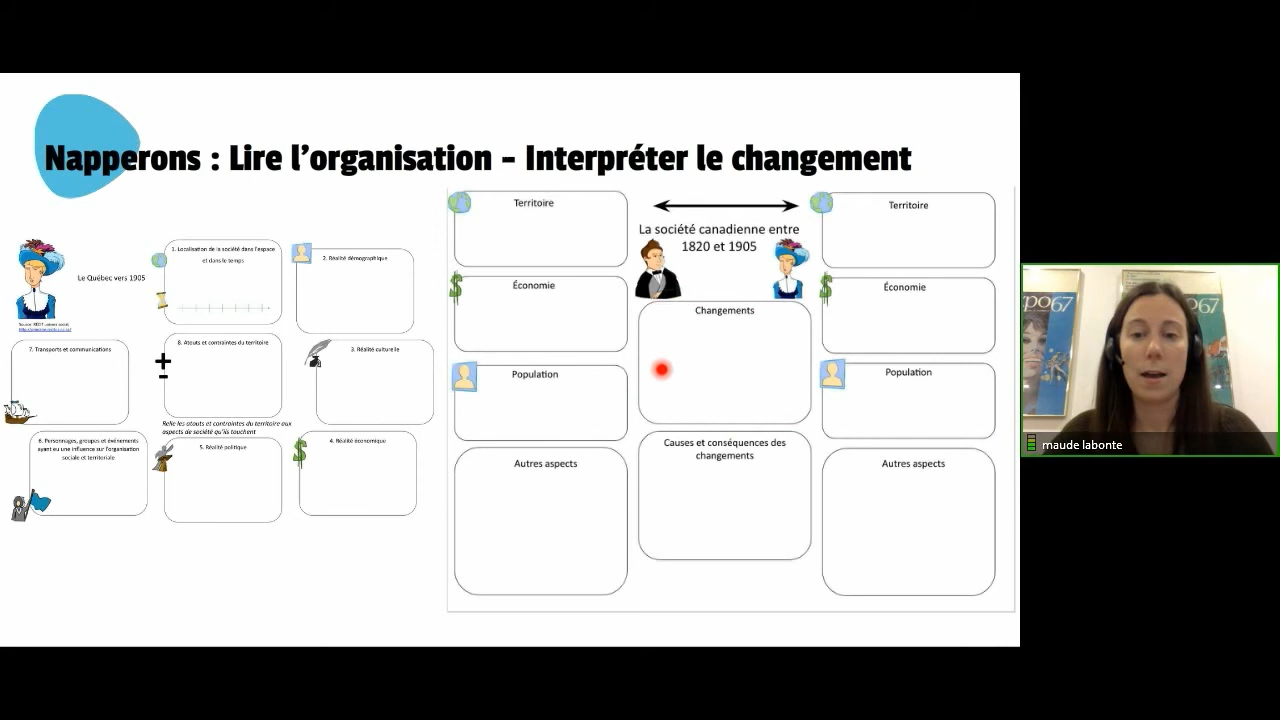 Napperons : Lire l'organisation - Interpréter le changement
Le Québec vers 1905
1. Localisation de la société dans l'espace
et dans le temps
2. Réalité démographique
7. Transports et communications
8. Atouts et contraintes du territoire
+
-
3. Réalité culturelle
Relie les atouts et contraintes du territoire aux
aspects de société qu'ils touchent
6. Personnages, groupes et événements
ayant eu une influence sur l'organisation
sociale et territoriale
5. Réalité politique
4. Réalité économique
Territoire
Économie
Population
Autres aspects
La société canadienne entre
1820 et 1905
Changements
Causes et conséquences des
changements
Territoire
Économie
Population
Autres aspects
po67
67
maude labonte